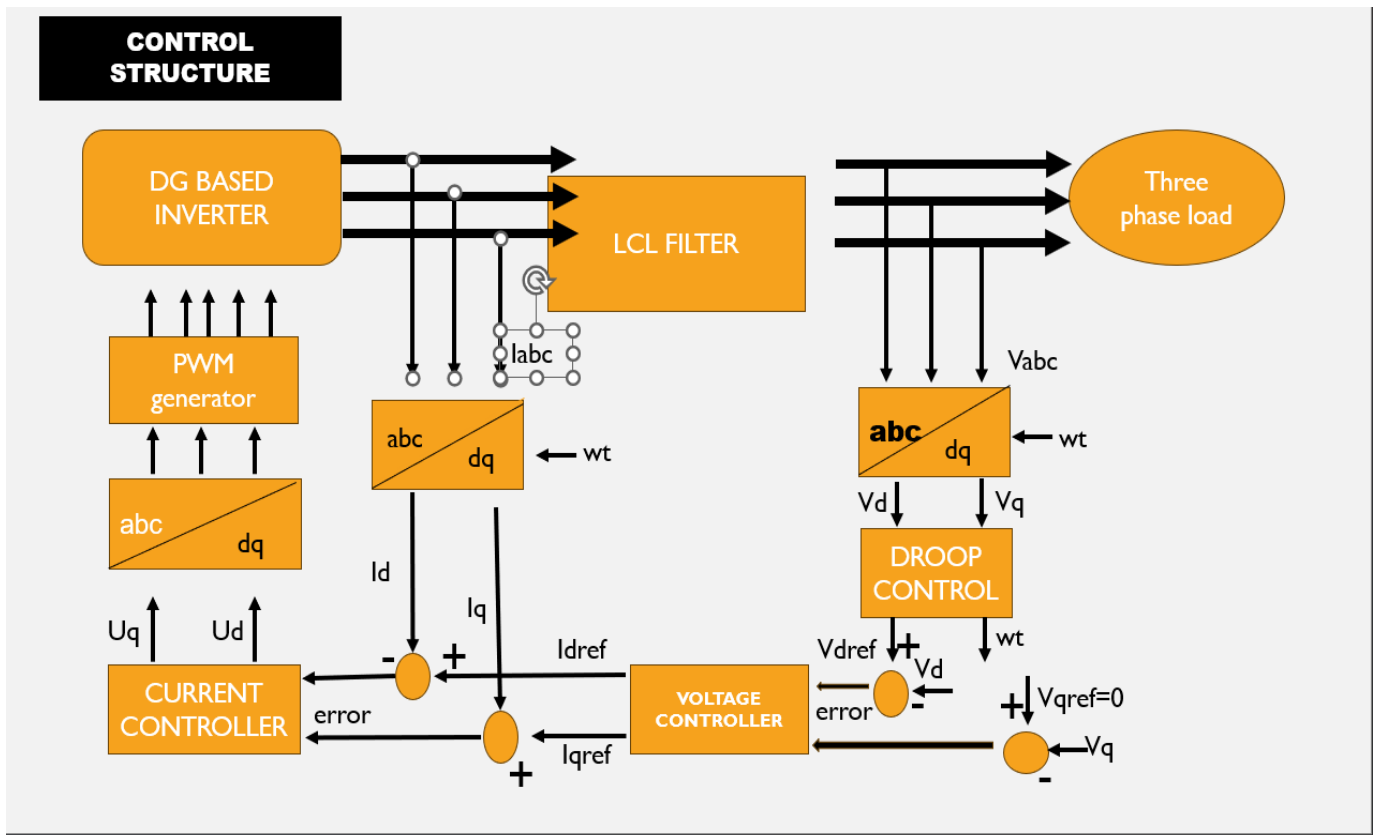 CONTROL
STRUCTURE
DG BASED
INVERTER
LCL FILTER
Three
phase load
Iabc
Vabc
PWM
generator
abc
dq
wt
abc
dq
wt
abc
dq
Vd
Vq
DROOP
CONTROL
Id
Iq
Uq
Ud
wt
Vdref
+
Vd
-
error
-
+
Idref
CURRENT
CONTROLLER
error
+
Iqref
VOLTAGE
CONTROLLER
+
Vqref=0
Vq
-